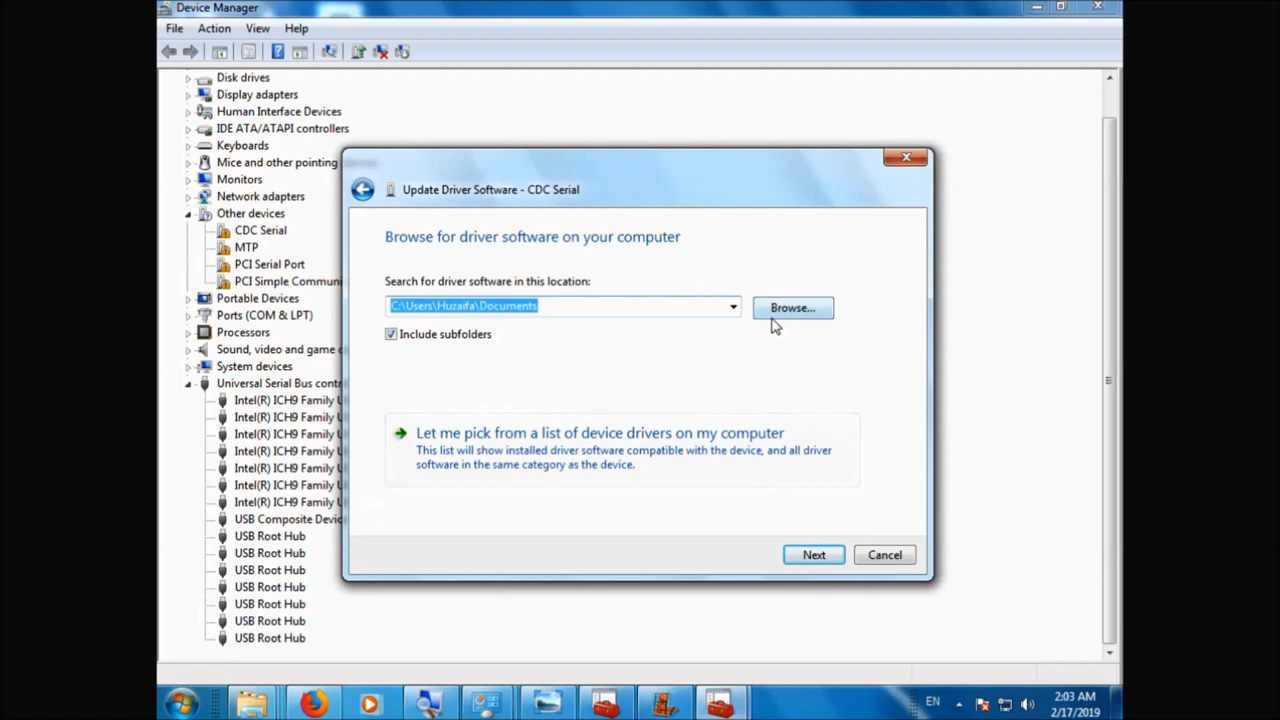 Device Manager
File Action View Help
Disk drives
Display adapters
Human Interface Devices
IDE ATA/ATAPI controllers
Keyboards
Mice and other pointing
Monitors
Network adapters
Other devices
CDC Serial
MTP
PCI Serial Port
PCI Simple Communi
Portable Devices
Ports (COM & LPT)
Processors
Sound, video and game
System devices
Universal Serial Bus contr
Intel(R) ICH9 Family
Intel(R) ICH9 Family
Intel(R) ICH9 Family
Intel(R) ICH9 Family
Intel(R) ICH9 Family
Intel(R) ICH9 Family
Intel(R) ICH9 Family
USB Composite Devic
USB Root Hub
USB Root Hub
USB Root Hub
USB Root Hub
USB Root Hub
USB Root Hub
USB Root Hub
Update Driver Software - CDC Serial
Browse for driver software on your computer
Search for driver software in this location:
C:\Users\Huzaifa\Documents
Browse...
Include subfolders
Let me pick from a list of device drivers on my computer
This list will show installed driver software compatible with the device, and all driver
software in the same category as the device.
Next Cancel
EN
2:03 AM
2/17/2019